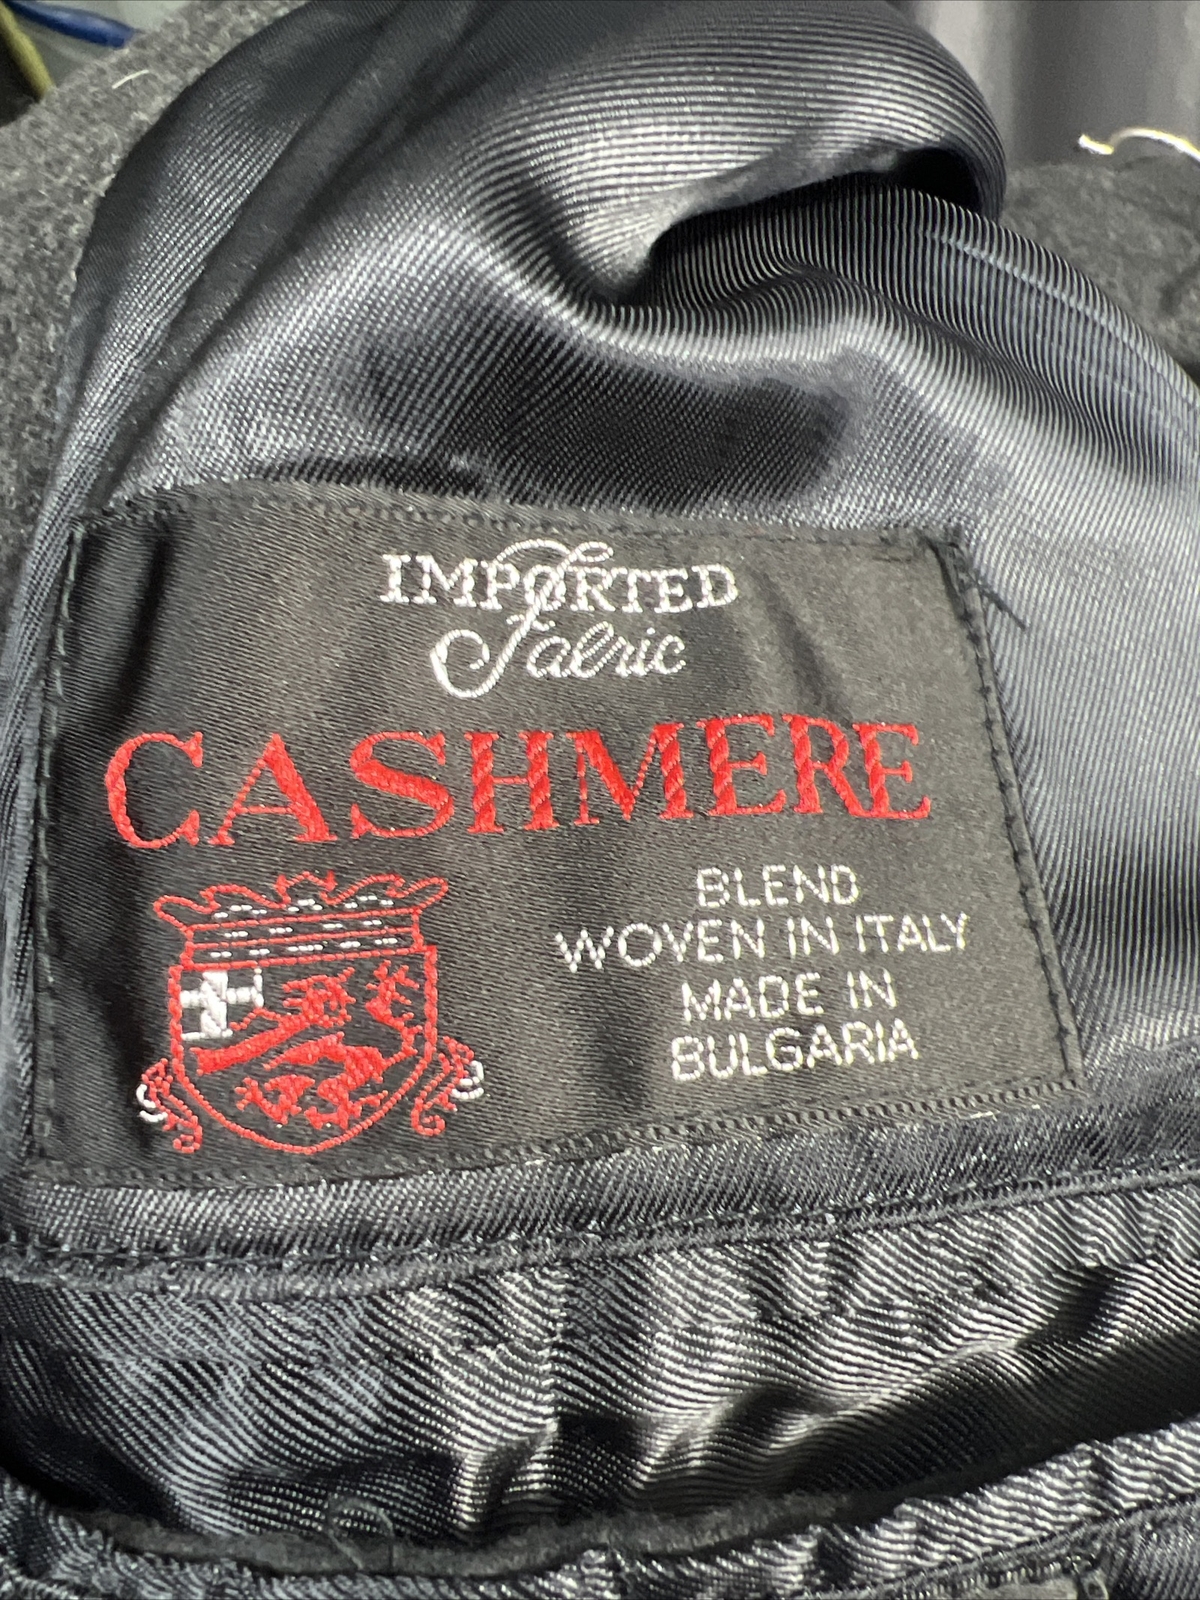 IMPORTED
Fabric
CASHMERE
BLEND
WOVEN IN ITALY
MADE IN
BULGARIA